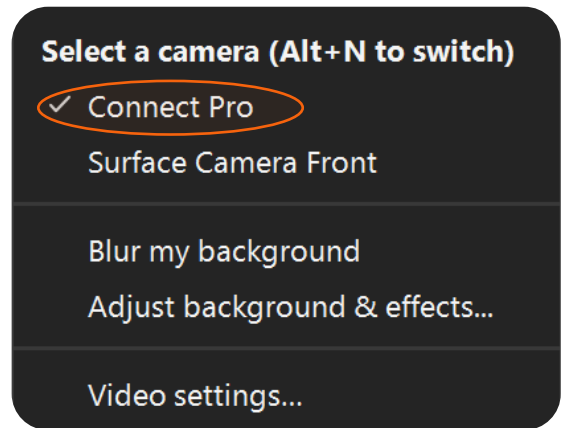 Select a camera (Alt+N to switch)
✓ Connect Pro
Surface Camera Front
Blur my background
Adjust background & effects...
Video settings...